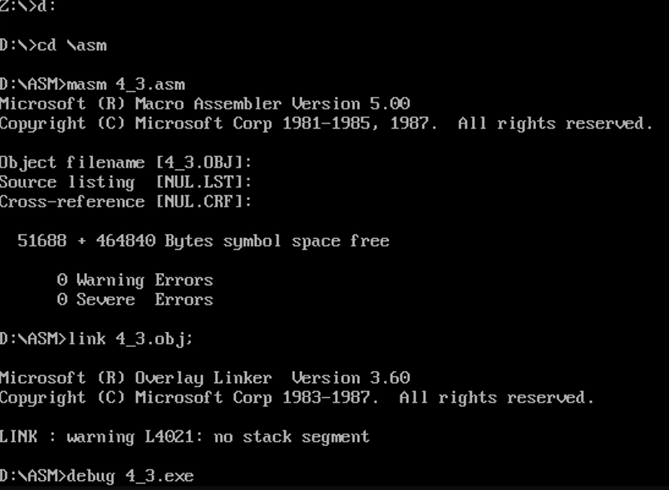 Z:\>d:
D:\>cd \asm
D:\ASM>masm 4_3.asm
Microsoft (R) Macro Assembler Version 5.00
Copyright (C) Microsoft Corp 1981-1985, 1987.  All rights reserved.
Object filename [4_3.OBJ]:
Source listing  [NUL.LST]:
Cross-reference [NUL.CRF]:
  51688 + 464840 Bytes symbol space free
      0 Warning Errors
      0 Severe  Errors
D:\ASM>link 4_3.obj;
Microsoft (R) Overlay Linker  Version 3.60
Copyright (C) Microsoft Corp 1983-1987.  All rights reserved.
LINK : warning L4021: no stack segment
D:\ASM>debug 4_3.exe